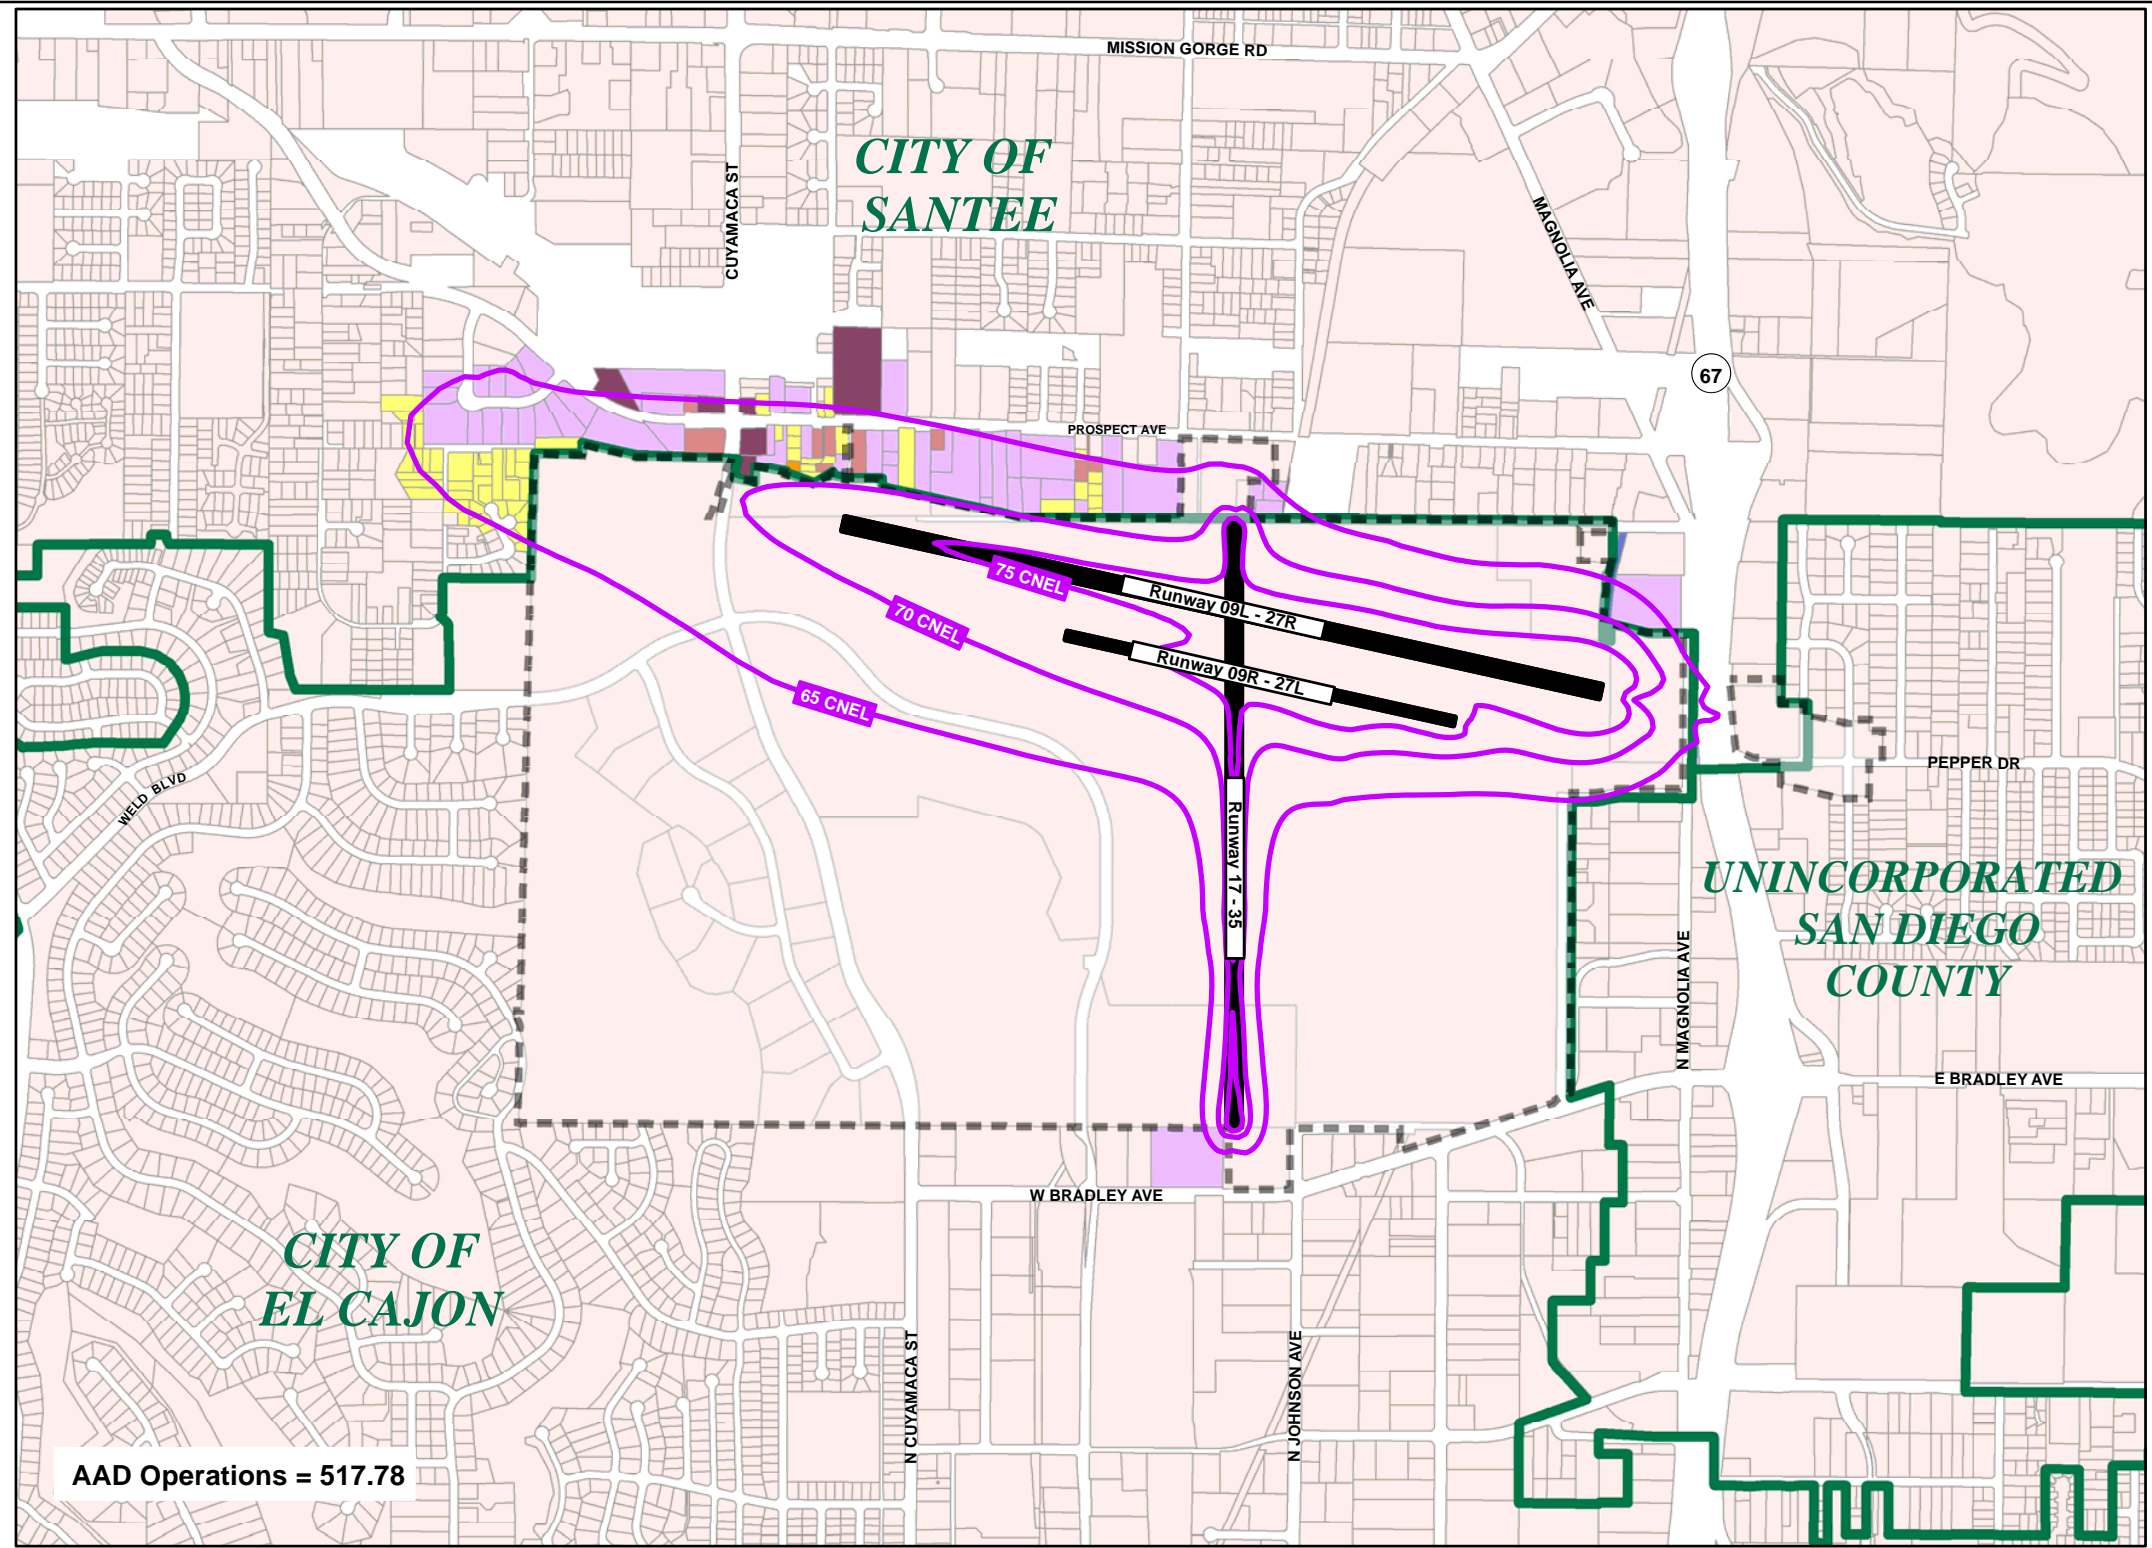 MISSION GORGE RD
CITY OF
SANTEE
CUYAMACA ST
MAGNOLIA AVE
67
PROSPECT AVE
75 CNEL
Runway 09L - 27R
70 CNEL
Runway 09R - 27L
65 CNEL
WELD BLVD
PEPPER DR
Runway 17 - 35
UNINCORPORATED
SAN DIEGO
COUNTY
N MAGNOLIA AVE
E BRADLEY AVE
W BRADLEY AVE
CITY OF
EL CAJON
N CUYAMACA ST
N JOHNSON AVE
AAD Operations = 517.78